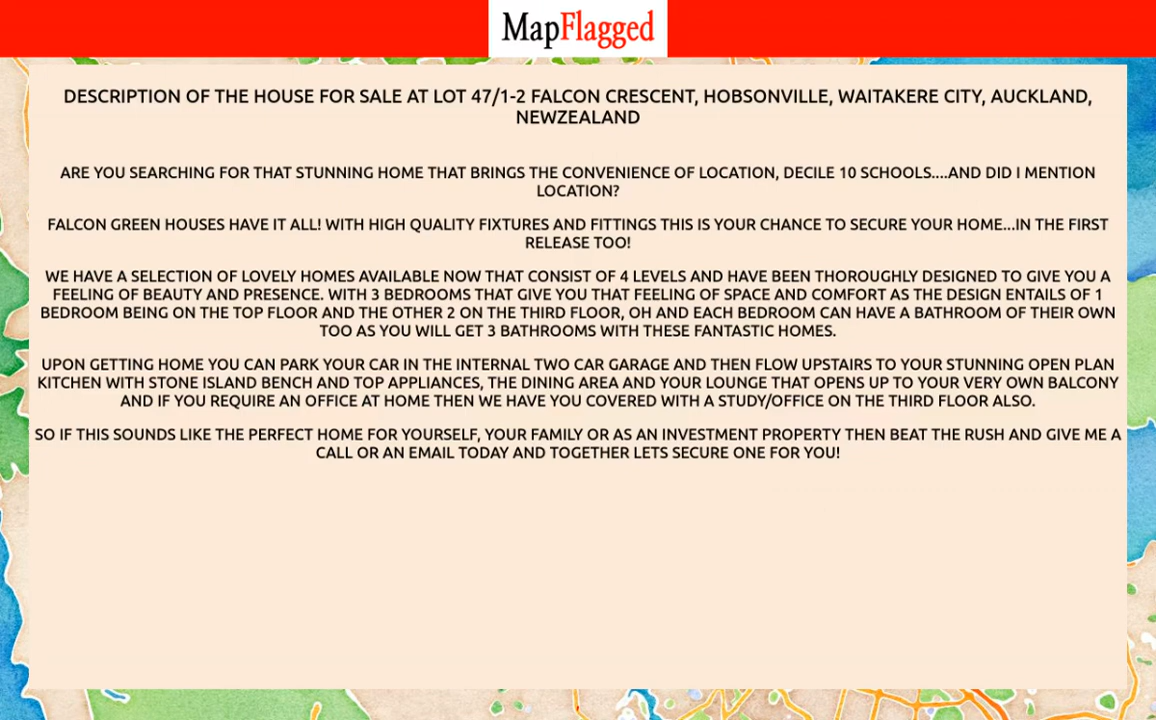 MapFlagged
DESCRIPTION OF THE HOUSE FOR SALE AT LOT 47/1-2 FALCON CRESCENT, HOBSONVILLE, WAITAKERE CITY, AUCKLAND,
NEWZEALAND
ARE YOU SEARCHING FOR THAT STUNNING HOME THAT BRINGS THE CONVENIENCE OF LOCATION, DECILE 10 SCHOOLS....AND DID I MENTION
LOCATION?
FALCON GREEN HOUSES HAVE IT ALL! WITH HIGH QUALITY FIXTURES AND FITTINGS THIS IS YOUR CHANCE TO SECURE YOUR HOME...IN THE FIRST
RELEASE TOO!
WE HAVE A SELECTION OF LOVELY HOMES AVAILABLE NOW THAT CONSIST OF 4 LEVELS AND HAVE BEEN THOROUGHLY DESIGNED TO GIVE YOU A
FEELING OF BEAUTY AND PRESENCE. WITH 3 BEDROOMS THAT GIVE YOU THAT FEELING OF SPACE AND COMFORT AS THE DESIGN ENTAILS OF 1
BEDROOM BEING ON THE TOP FLOOR AND THE OTHER 2 ON THE THIRD FLOOR, OH AND EACH BEDROOM CAN HAVE A BATHROOM OF THEIR OWN
TOO AS YOU WILL GET 3 BATHROOMS WITH THESE FANTASTIC HOMES.
UPON GETTING HOME YOU CAN PARK YOUR CAR IN THE INTERNAL TWO CAR GARAGE AND THEN FLOW UPSTAIRS TO YOUR STUNNING OPEN PLAN
KITCHEN WITH STONE ISLAND BENCH AND TOP APPLIANCES, THE DINING AREA AND YOUR LOUNGE THAT OPENS UP TO YOUR VERY OWN BALCONY
AND IF YOU REQUIRE AN OFFICE AT HOME THEN WE HAVE YOU COVERED WITH A STUDY/OFFICE ON THE THIRD FLOOR ALSO.
SO IF THIS SOUNDS LIKE THE PERFECT HOME FOR YOURSELF, YOUR FAMILY OR AS AN INVESTMENT PROPERTY THEN BEAT THE RUSH AND GIVE ME A
CALL OR AN EMAIL TODAY AND TOGETHER LETS SECURE ONE FOR YOU!